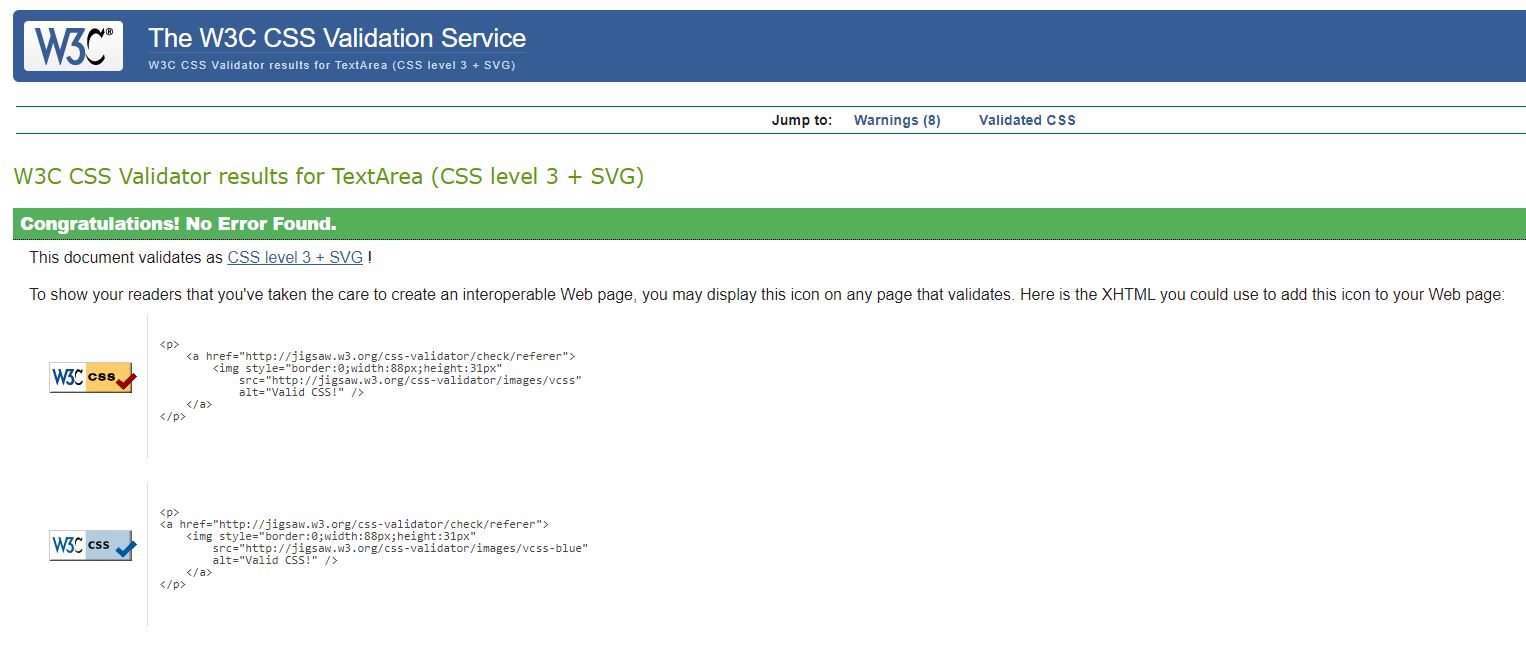 W3C® The W3C CSS Validation Service
W3C CSS Validator results for TextArea (CSS level 3 + SVG)
Jump to: Warnings (8) Validated CSS
W3C CSS Validator results for TextArea (CSS level 3 + SVG)
Congratulations! No Error Found.
This document validates as CSS level 3 + SVG !
To show your readers that you've taken the care to create an interoperable Web page, you may display this icon on any page that validates. Here is the XHTML you could use to add this icon to your Web page:
W3C css
<p>
    <a href="http://jigsaw.w3.org/css-validator/check/referer">
        <img style="border:0;width:88px;height:31px"
            src="http://jigsaw.w3.org/css-validator/images/vcss"
            alt="Valid CSS!" />
    </a>
</p>
W3C css
<p>
<a href="http://jigsaw.w3.org/css-validator/check/referer">
    <img style="border:0;width:88px;height:31px"
        src="http://jigsaw.w3.org/css-validator/images/vcss-blue"
        alt="Valid CSS!" />
    </a>
</p>